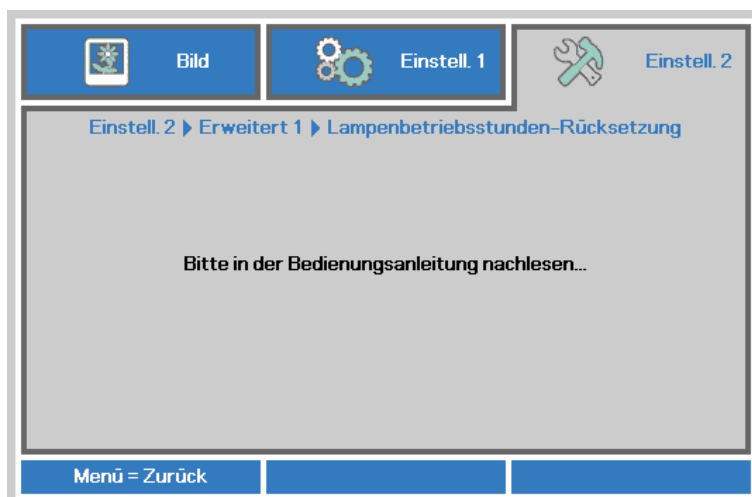 Bild
Einstell. 1
Einstell. 2
Einstell. 2 ▶ Erweitert 1 ▶ Lampenbetriebsstunden-Rücksetzung
Bitte in der Bedienungsanleitung nachlesen...
Menü = Zurück